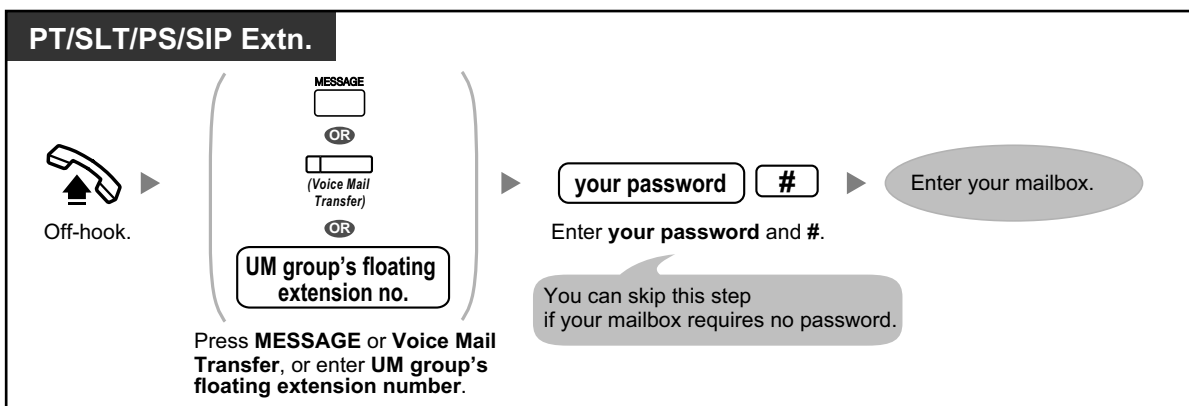 PT/SLT/PS/SIP Extn.
Off-hook.
MESSAGE
OR
(Voice Mail
Transfer)
OR
UM group's floating
extension no.
Press MESSAGE or Voice Mail
Transfer, or enter UM group's
floating extension number.
your password #
Enter your password and #.
You can skip this step
if your mailbox requires no password.
Enter your mailbox.